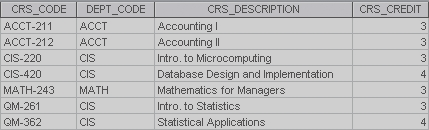 CRS_CODE DEPT_CODE CRS_DESCRIPTION CRS_CREDIT
ACCT-211 ACCT Accounting I 3
ACCT-212 ACCT Accounting II 3
CIS-220 CIS Intro. to Microcomputing 3
CIS-420 CIS Database Design and Implementation 4
MATH-243 MATH Mathematics for Managers 3
QM-261 CIS Intro. to Statistics 3
QM-362 CIS Statistical Applications 4